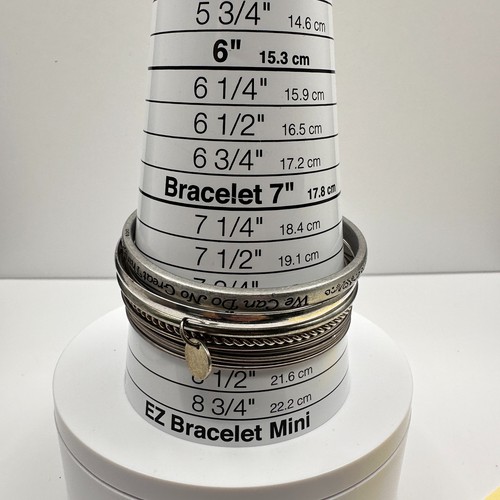 5 3/4" 14.6 cm
6" 15.3 cm
6 1/4" 15.9 cm
6 1/2" 16.5 cm
6 3/4" 17.2 cm
Bracelet 7" 17.8 cm
7 1/4" 18.4 cm
7 1/2" 19.1 cm
7 3/4"
We Can Do No Great
1/2" 21.6 cm
8 3/4" 22.2 cm
EZ Bracelet Mini